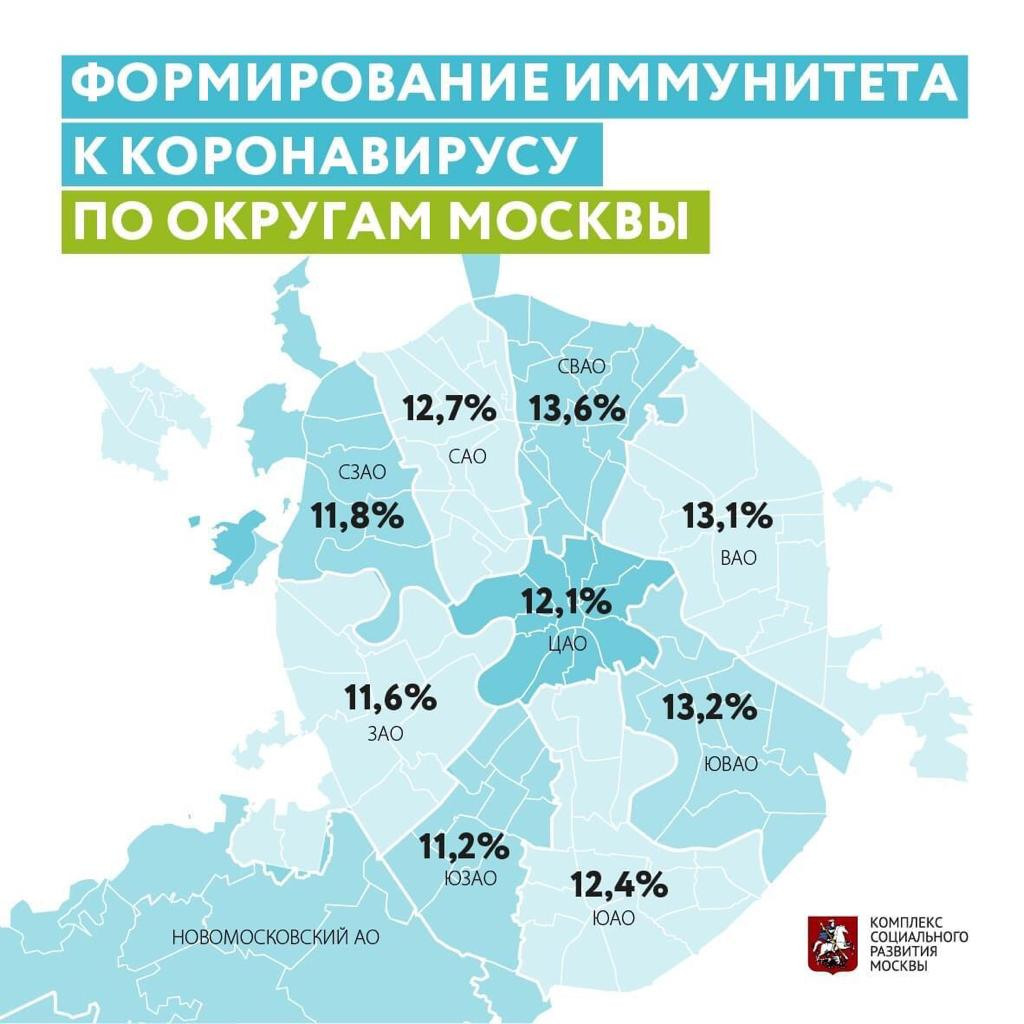 ФОРМИРОВАНИЕ ИММУНИТЕТА
К КОРОНАВИРУСУ
ПО ОКРУГАМ МОСКВЫ
СВАО
13,6%
12,7%
САО
СЗАО
11,8%
13,1%
ВАО
12,1%
ЦАО
11,6%
ЗАО
13,2%
ЮВАО
11,2%
ЮЗАО
12,4%
ЮАО
НОВОМОСКОВСКИЙ АО
КОМПЛЕКС
СОЦИАЛЬНОГО
РАЗВИТИЯ
МОСКВЫ